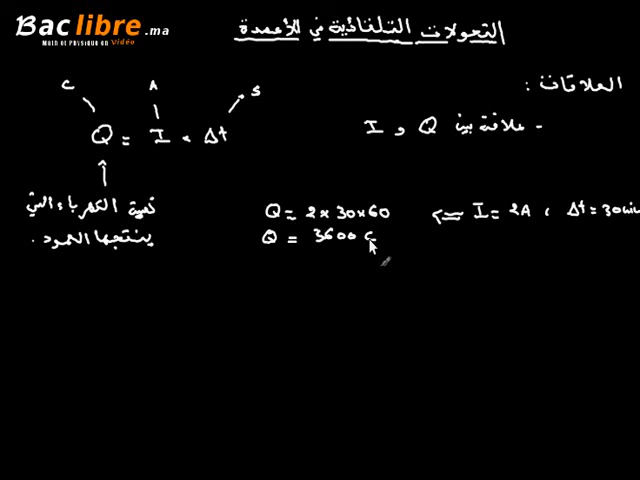 Bac libre.ma
Main et Physique en Vidéo
التحولات التلقائية في الأعمدة
العلاقات :
- علاقة بين Q و I
C A S
Q = I × Δt
كمية الكهرباء التي
ينتجها العمود.
I = 2A ، Δt = 30min
Q = 2×30×60
Q = 3600 C